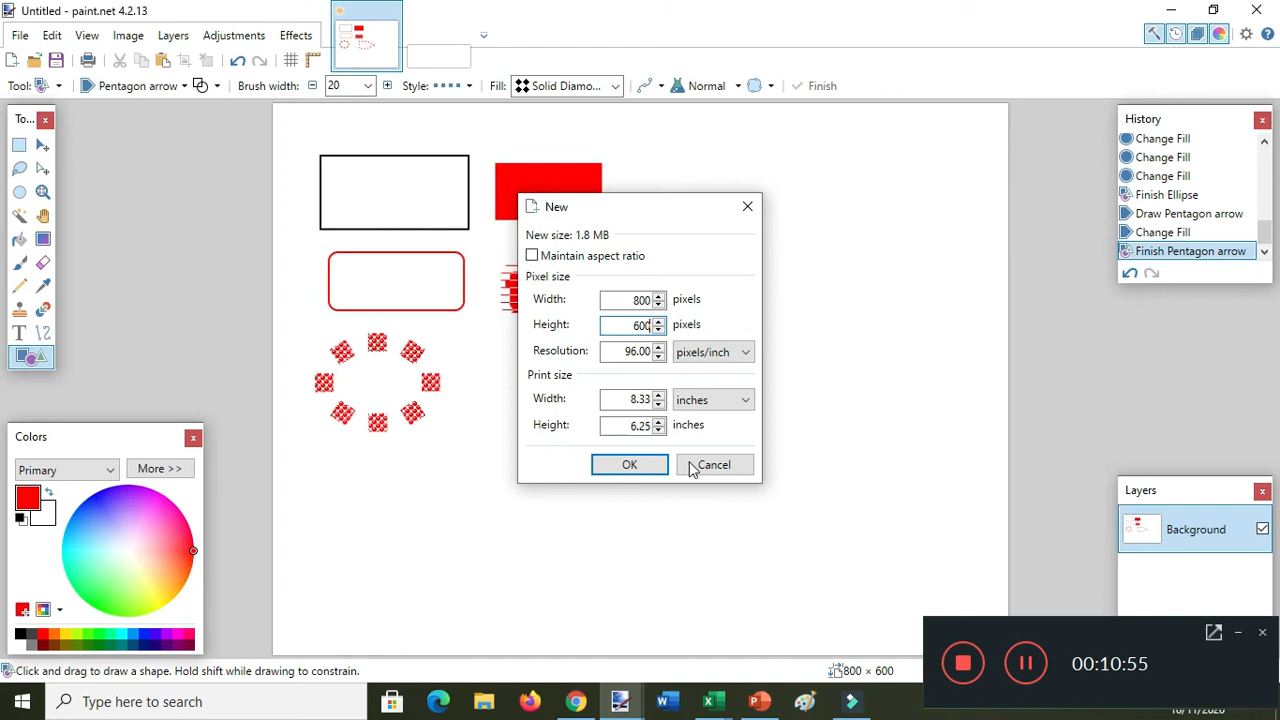 Untitled - paint.net 4.2.13
File Edit View Image Layers Adjustments Effects
Tool: Pentagon arrow Brush width: 20 Style: Fill: Solid Diamo... Normal Finish
To...
History
Change Fill
Change Fill
Change Fill
Finish Ellipse
Draw Pentagon arrow
Change Fill
Finish Pentagon arrow
New
New size: 1.8 MB
Maintain aspect ratio
Pixel size
Width: 800 pixels
Height: 600 pixels
Resolution: 96.00 pixels/inch
Print size
Width: 8.33 inches
Height: 6.25 inches
OK Cancel
Colors
Primary More >>
Layers
Background
00:10:55
Click and drag to draw a shape. Hold shift while drawing to constrain. 800 × 600
Type here to search